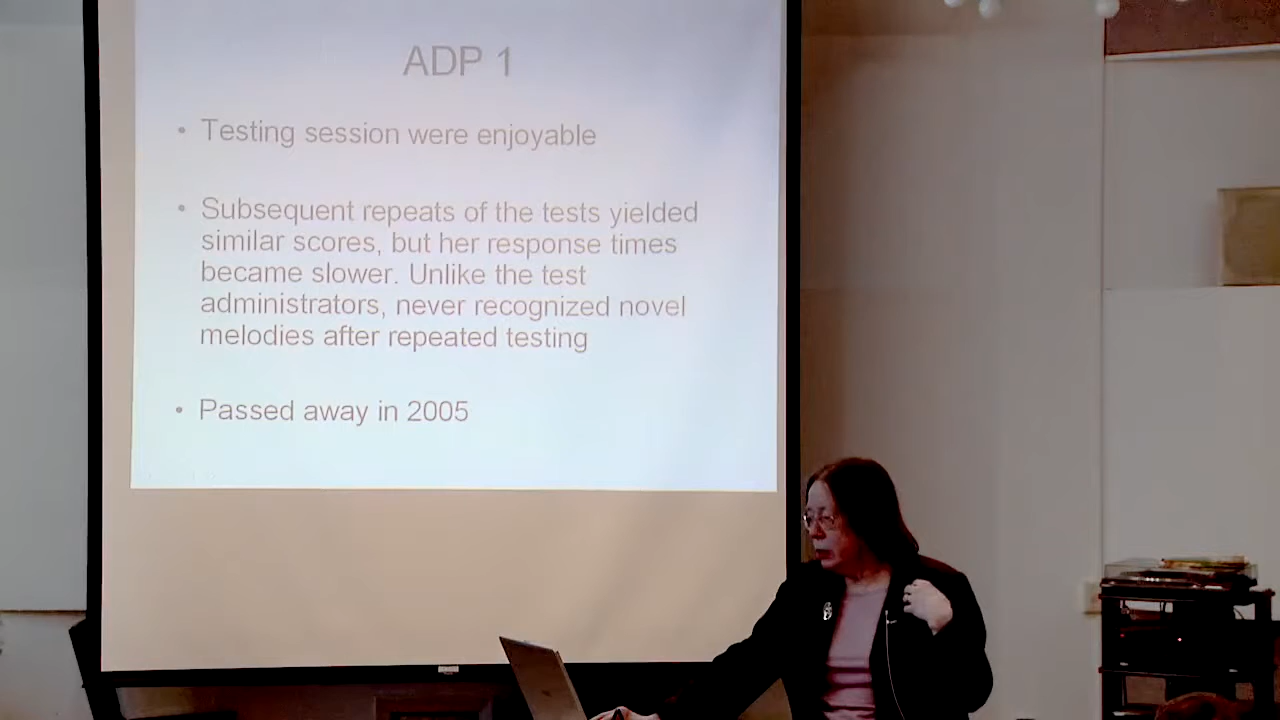 ADP 1
• Testing session were enjoyable
• Subsequent repeats of the tests yielded
similar scores, but her response times
became slower. Unlike the test
administrators, never recognized novel
melodies after repeated testing
• Passed away in 2005